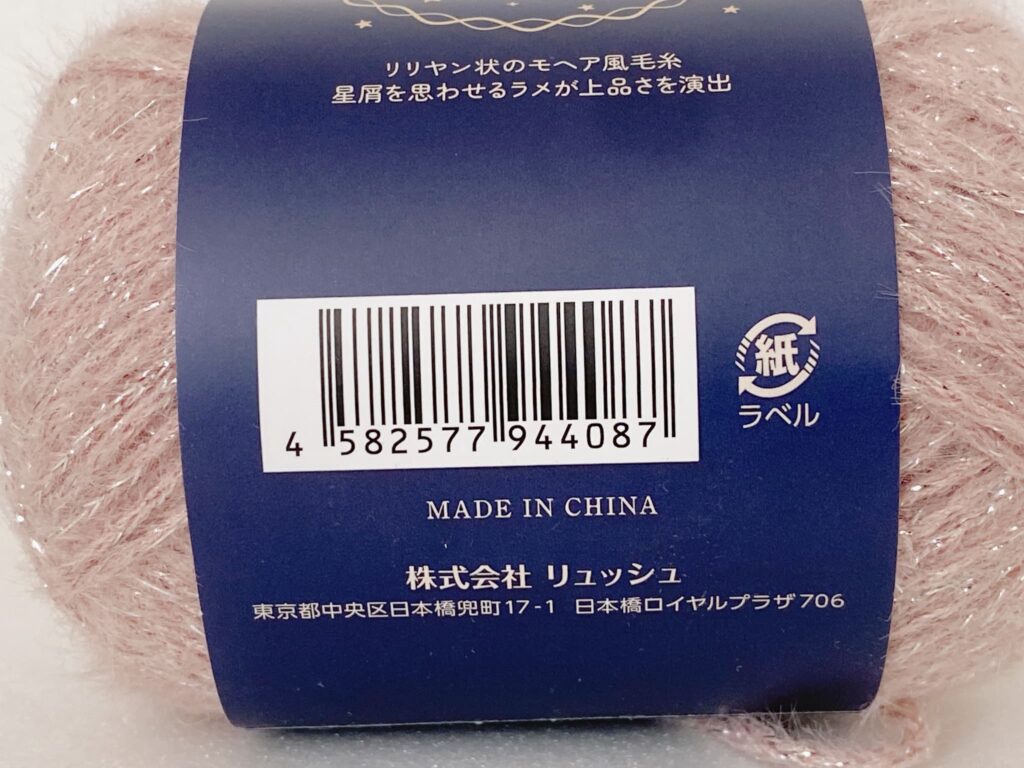 リリヤン状のモヘア風毛糸
星屑を思わせるラメが上品さを演出
紙
ラベル
4 582577 944087
MADE IN CHINA
株式会社 リュッシュ
東京都中央区日本橋兜町17-1 日本橋ロイヤルプラザ706